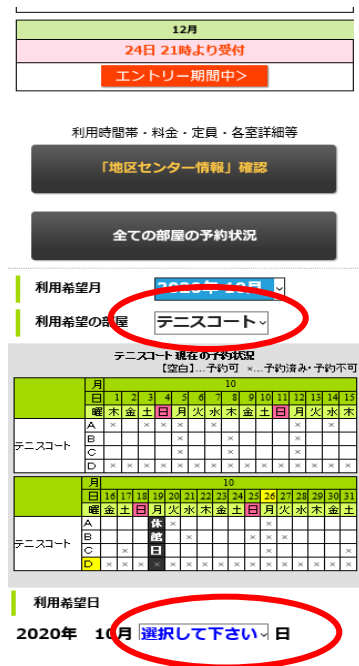 12月
24日 21時より受付
エントリー期間中>
利用時間帯・料金・定員・各室詳細等
「地区センター情報」確認
全ての部屋の予約状況
利用希望月 2020年 10月
利用希望の部屋 テニスコート
テニスコート 現在の予約状況
【空白】…予約可 ×…予約済み・予約不可
月 10
日 1 2 3 4 5 6 7 8 9 10 11 12 13 14 15
曜 木 金 土 日 月 火 水 木 金 土 日 月 火 水 木
テニスコート
A × × × × × × ×
B × × ×
C × × ×
D × × × × × × × × × × × × × × ×
月 10
日 16 17 18 19 20 21 22 23 24 25 26 27 28 29 30 31
曜 金 土 日 月 火 水 木 金 土 日 月 火 水 木 金 土
テニスコート
A 休 × ×
B 館 × × × × ×
C × 日 ×
D × × × × × × × × × × × × × × × ×
利用希望日
2020年 10月 選択して下さい 日